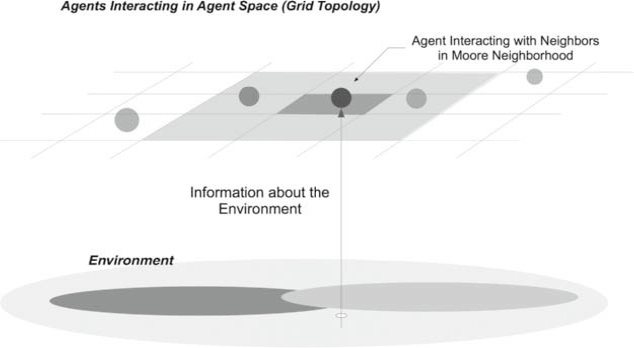 Agents Interacting in Agent Space (Grid Topology)
Agent Interacting with Neighbors
in Moore Neighborhood
Information about the
Environment
Environment